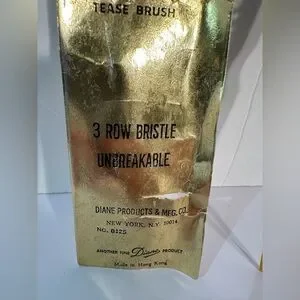 TEASE BRUSH
3 ROW BRISTLE
UNBREAKABLE
DIANE PRODUCTS & MFG. CO.
NEW YORK, N.Y. 10014
NO. 8125
ANOTHER FINE Diane PRODUCT
Made in Hong Kong